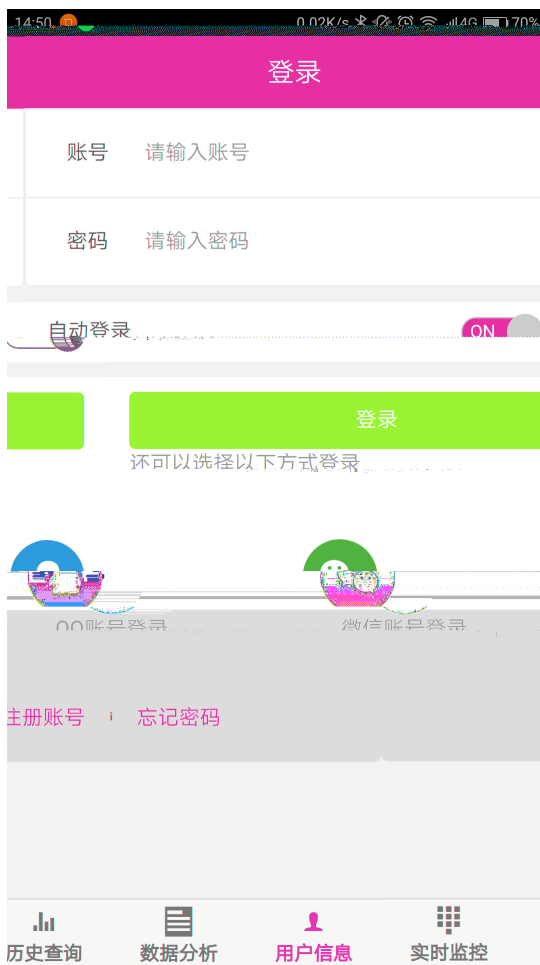 14:50 0.02K/s 4G 70%
登录
账号 请输入账号
密码 请输入密码
自动登录 ON
登录
还可以选择以下方式登录
QQ账号登录 微信账号登录
注册账号 忘记密码
历史查询 数据分析 用户信息 实时监控